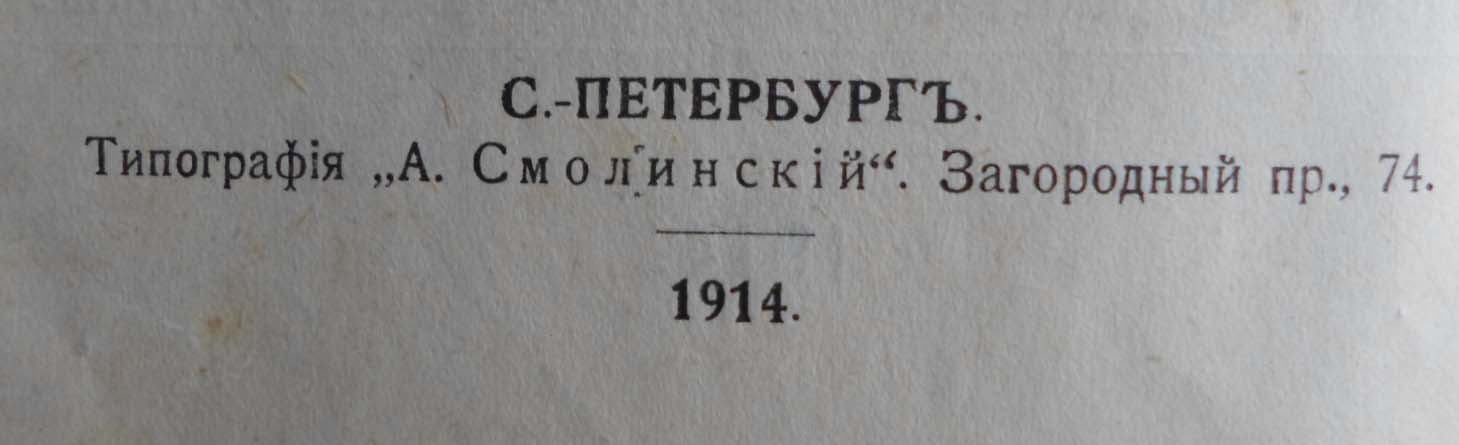 С.-ПЕТЕРБУРГЪ.
Типографія „А. Смолинскій“. Загородный пр., 74.
1914.